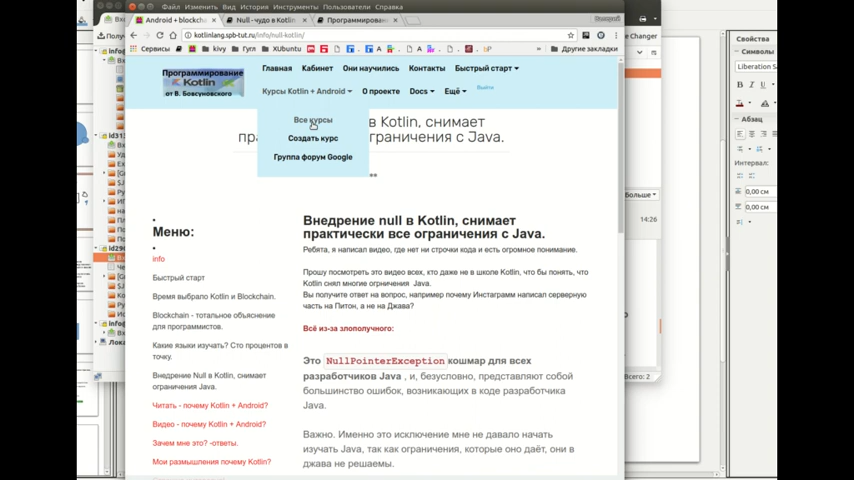 Изменить Вид История Закладки Инструменты Справка
Android + blockcha
Null - чудо в Kotlin
Программирование
kotlinlang.spb-tut.ru/info/null-kotlin/
Сервисы
kivy
Гугл
XUbuntu
Другие закладки
Программирование
Kotlin
от В. Бовсуновского
Главная Кабинет Они научились Контакты Быстрый старт
Курсы Kotlin + Android О проекте Docs Ещё Выйти
Все курсы
Создать курс
Группа форум Google
в Kotlin, снимает
ограничения с Java.
Меню:
info
Быстрый старт
Время выбрало Kotlin и Blockchain.
Blockchain - тотальное объяснение
для программистов.
Какие языки изучать? Сто процентов в
точку.
Внедрение Null в Kotlin, снимает
ограничения Java.
Читать - почему Kotlin + Android?
Видео - почему Kotlin + Android?
Зачем мне это? -ответы.
Мои размышления почему Kotlin?
Внедрение null в Kotlin, снимает
практически все ограничения с Java.
Ребята, я написал видео, где нет ни строчки кода и есть огромное понимание.
Прошу посмотреть это видео всех, кто даже не в школе Kotlin, что бы понять, что
Kotlin снял многие огрничения Java.
Вы получите ответ на вопрос, например почему Инстаграмм написал серверную
часть на Питон, а не на Джава?
Всё из-за злополучного:
Это NullPointerException кошмар для всех
разработчиков Java , и, безусловно, представляют собой
большинство ошибок, возникающих в коде разработчика
Java.
Важно. Именно это исключение мне не давало начать
изучать Java, так как ограничения, которые оно даёт, они в
джава не решаемы.
Больше
14:26
Всего: 2
Changer
Свойства
Символы
Liberation S
Абзац
Интервал:
0,00 см
0,00 см